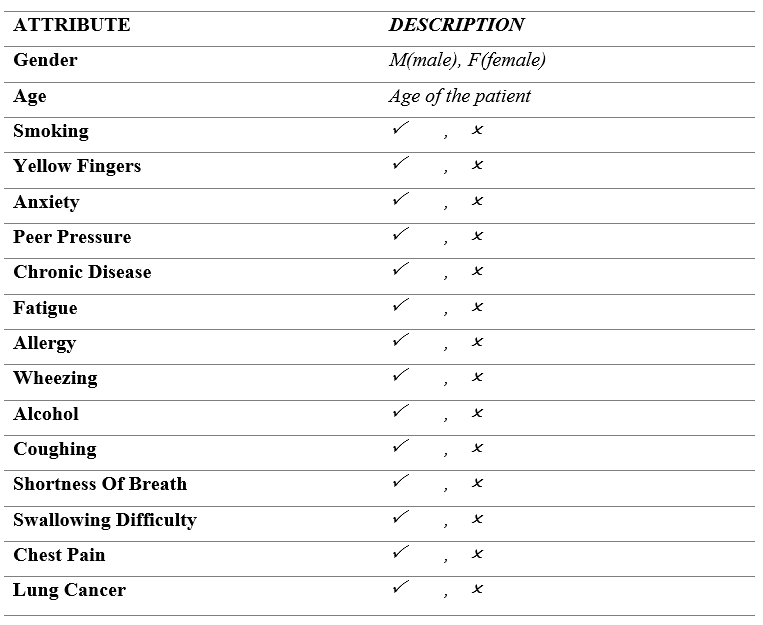 ATTRIBUTE DESCRIPTION
Gender M(male), F(female)
Age Age of the patient
Smoking ✓ , ×
Yellow Fingers ✓ , ×
Anxiety ✓ , ×
Peer Pressure ✓ , ×
Chronic Disease ✓ , ×
Fatigue ✓ , ×
Allergy ✓ , ×
Wheezing ✓ , ×
Alcohol ✓ , ×
Coughing ✓ , ×
Shortness Of Breath ✓ , ×
Swallowing Difficulty ✓ , ×
Chest Pain ✓ , ×
Lung Cancer ✓ , ×